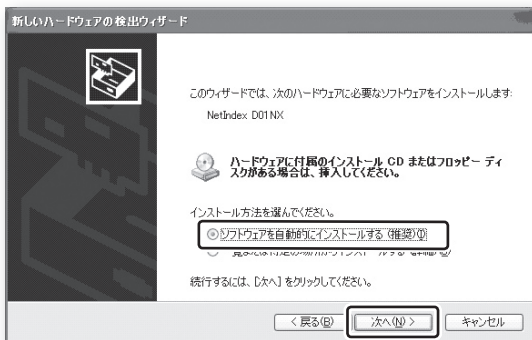 新しいハードウェアの検出ウィザード
このウィザードでは、次のハードウェアに必要なソフトウェアをインストールします:
NetIndex D01NX
ハードウェアに付属のインストール CD またはフロッピー ディ
スクがある場合は、挿入してください。
インストール方法を選んでください。
ソフトウェアを自動的にインストールする (推奨)(I)
続行するには、[次へ] をクリックしてください。
< 戻る(B) 次へ(N) > キャンセル